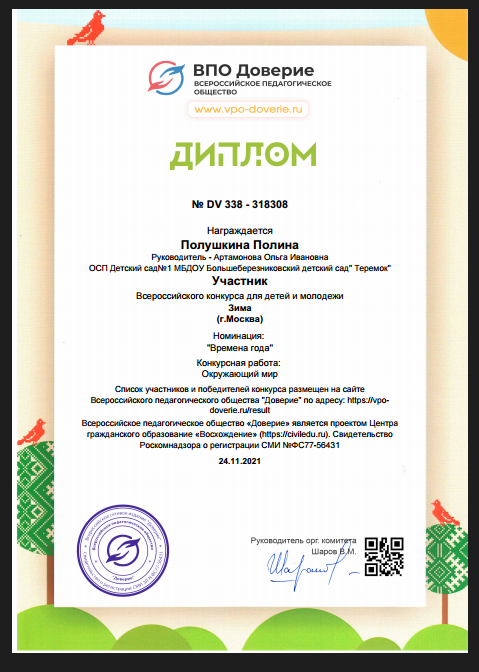 ВПО Доверие
ВСЕРОССИЙСКОЕ ПЕДАГОГИЧЕСКОЕ
ОБЩЕСТВО
www.vpo-doverie.ru
ДИПЛОМ
№ DV 338 - 318308
Награждается
Полушкина Полина
Руководитель - Артамонова Ольга Ивановна
ОСП Детский сад№1 МБДОУ Большеберезниковский детский сад" Теремок"
Участник
Всероссийского конкурса для детей и молодежи
Зима
(г.Москва)
Номинация:
"Времена года"
Конкурсная работа:
Окружающий мир
Список участников и победителей конкурса размещен на сайте
Всероссийского педагогического общества "Доверие" по адресу: https://vpo-
doverie.ru/result
Всероссийское педагогическое общество «Доверие» является проектом Центра
гражданского образование «Восхождение» (https://civiledu.ru). Свидетельство
Роскомнадзора о регистрации СМИ №ФС77-56431
24.11.2021
Руководитель орг. комитета
Шаров В.М.
"Доверие"